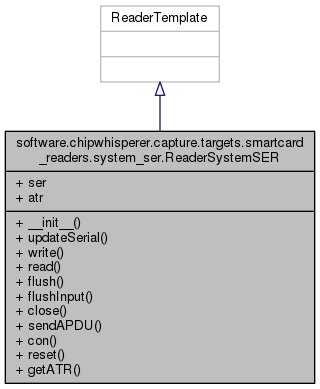 ReaderTemplate
software.chipwhisperer.capture.targets.smartcard
_readers.system_ser.ReaderSystemSER
+ ser
+ atr
+ __init__()
+ updateSerial()
+ write()
+ read()
+ flush()
+ flushInput()
+ close()
+ sendAPDU()
+ con()
+ reset()
+ getATR()